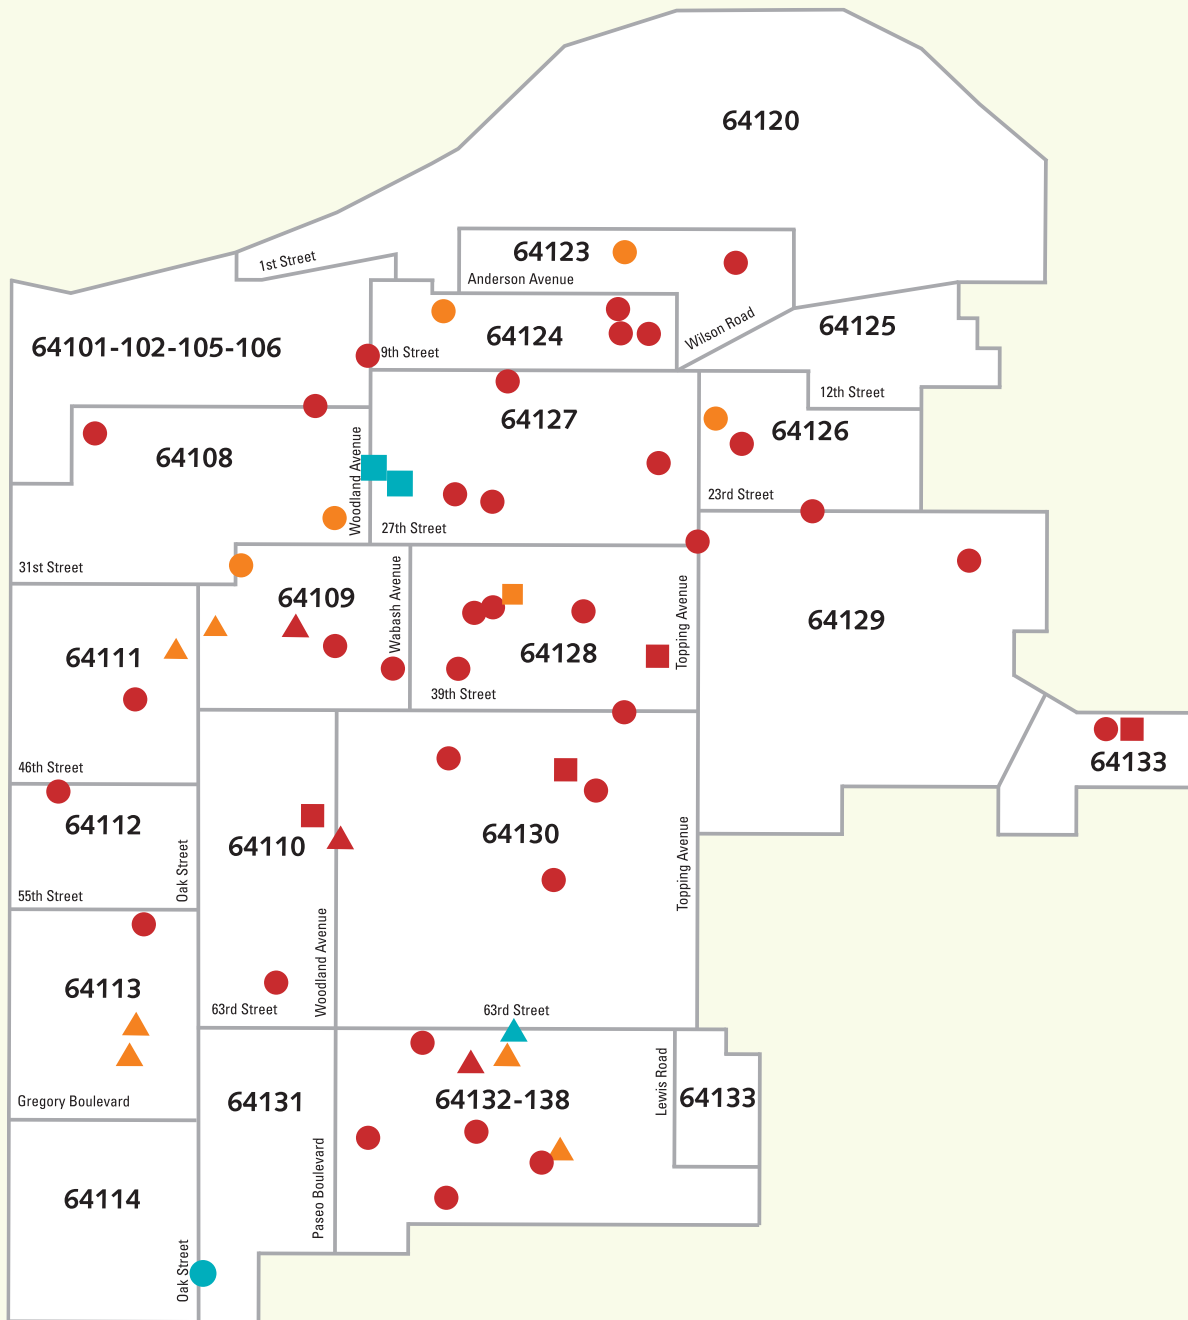 64120
64123
Anderson Avenue
1st Street
Wilson Road
64125
64124
64101-102-105-106
9th Street
12th Street
64127
64126
64108
Woodland Avenue
23rd Street
27th Street
31st Street
64109
Wabash Avenue
64128
Topping Avenue
64129
64111
39th Street
46th Street
64133
64112
64110
64130
Oak Street
Topping Avenue
55th Street
Woodland Avenue
64113
63rd Street
63rd Street
Gregory Boulevard
64131
64132-138
Lewis Road
64133
Paseo Boulevard
64114
Oak Street